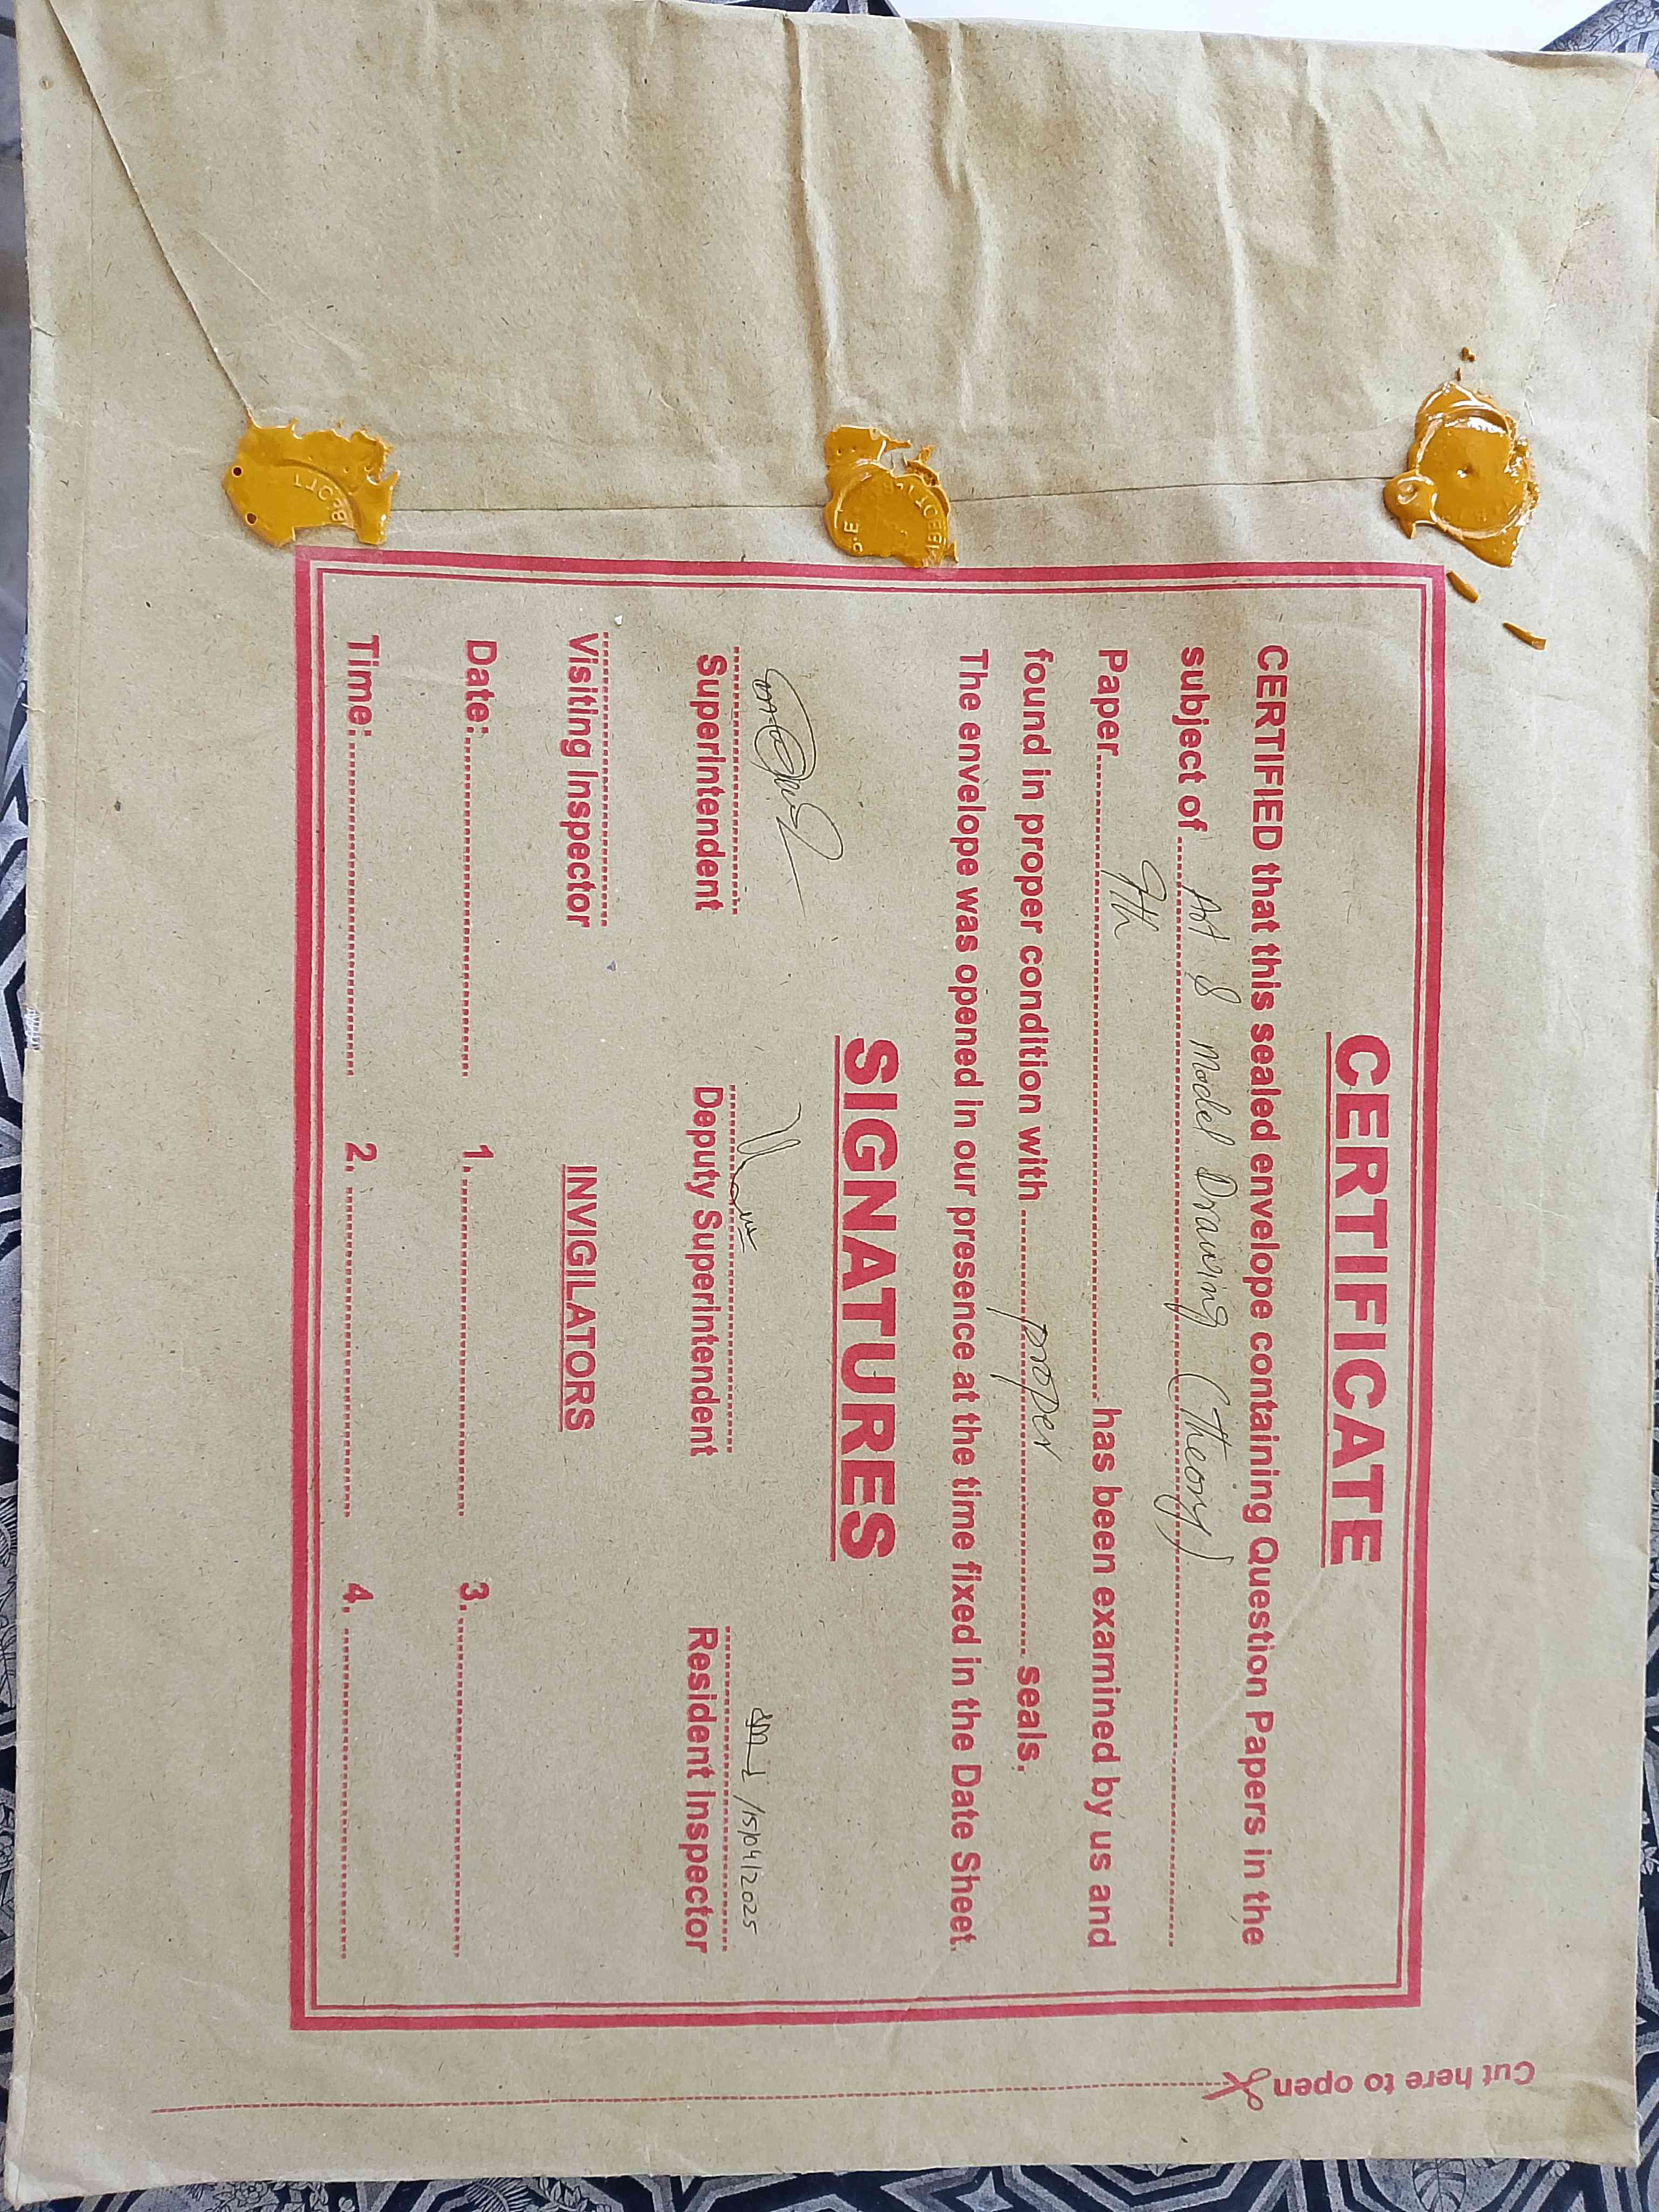 CERTIFICATE
CERTIFIED that this sealed envelope containing Question Papers in the
subject of Art & Model Drawing (Theory)
Paper 9th has been examined by us and
found in proper condition with proper seals.
The envelope was opened in our presence at the time fixed in the Date Sheet.
SIGNATURES
15/04/2025
Superintendent Deputy Superintendent Resident Inspector
Visiting Inspector INVIGILATORS
Date: 1. 3.
Time: 2. 4.
Cut here to open